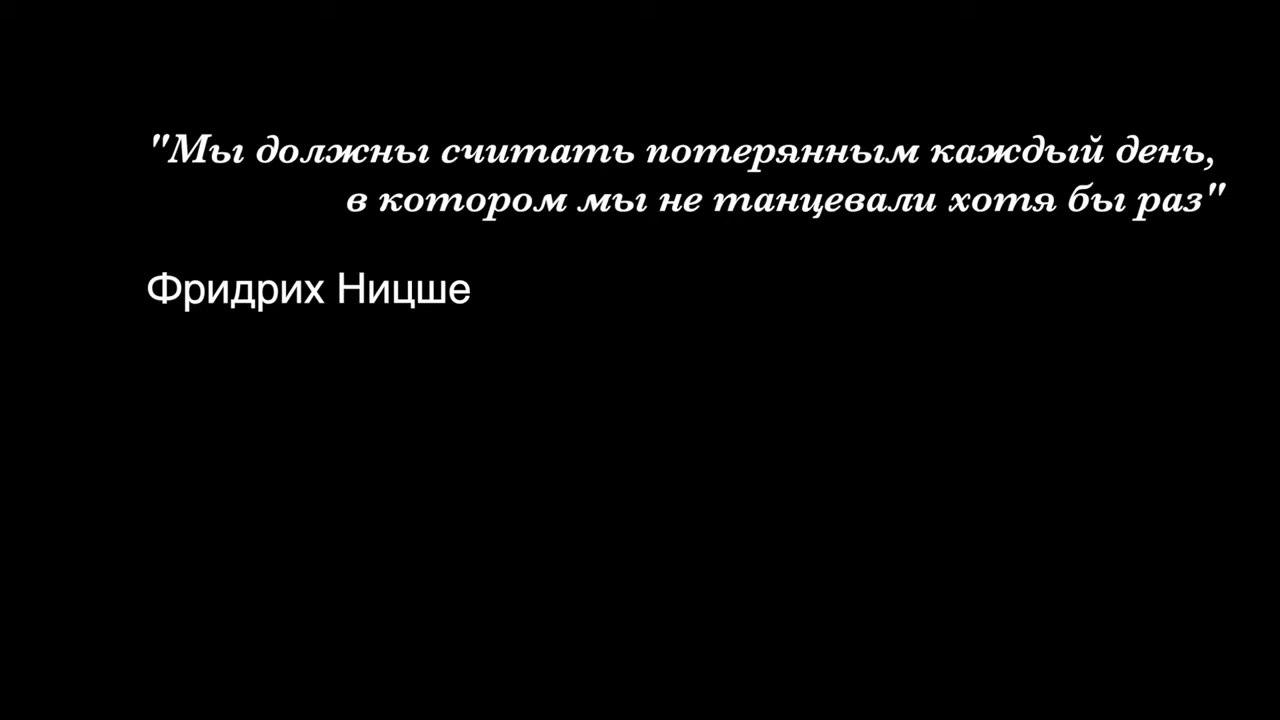 "Мы должны считать потерянным каждый день,
в котором мы не танцевали хотя бы раз"
Фридрих Ницше